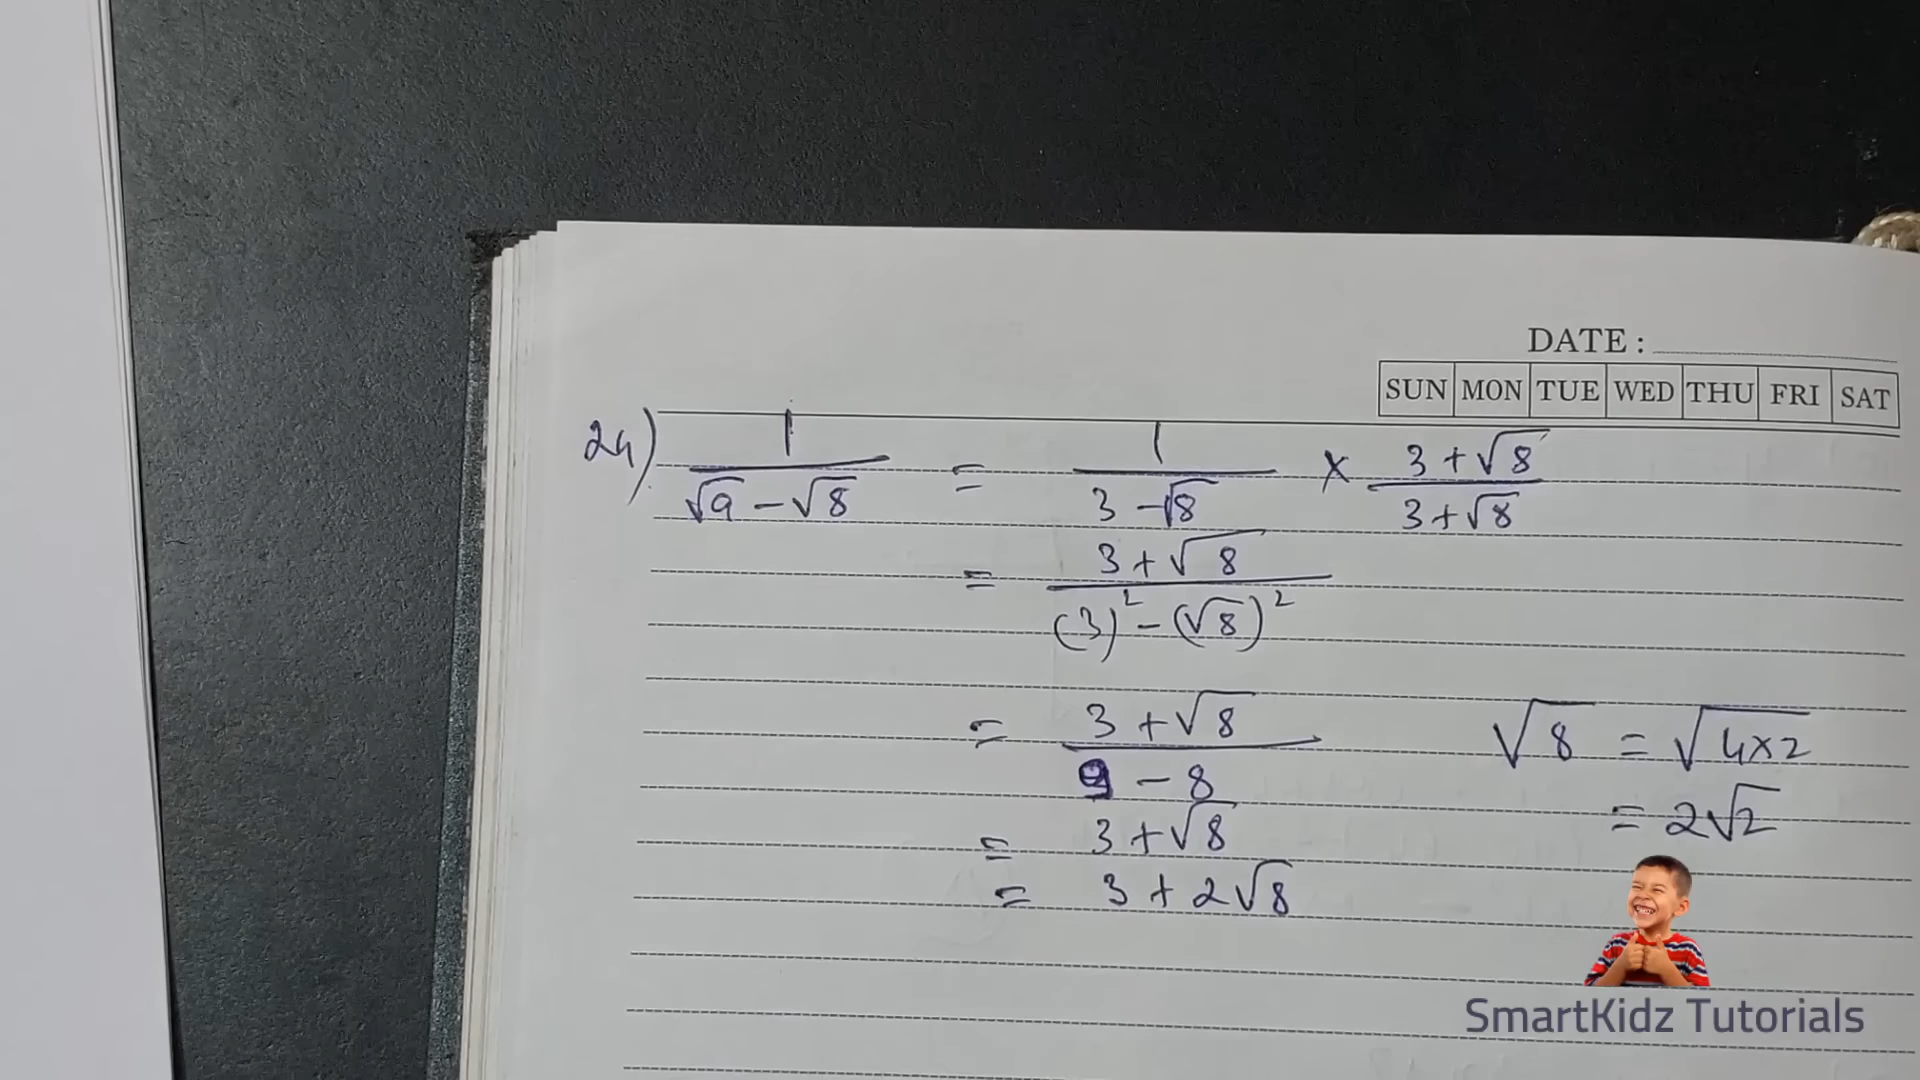 DATE :
SUN MON TUE WED THU FRI SAT
24) 1/(√9 - √8) = 1/(3 - √8) × (3 + √8)/(3 + √8)
= (3 + √8)/((3)² - (√8)²)
= (3 + √8)/(9 - 8)
√8 = √4×2
= 2√2
= 3 + √8
= 3 + 2√8
SmartKidz Tutorials